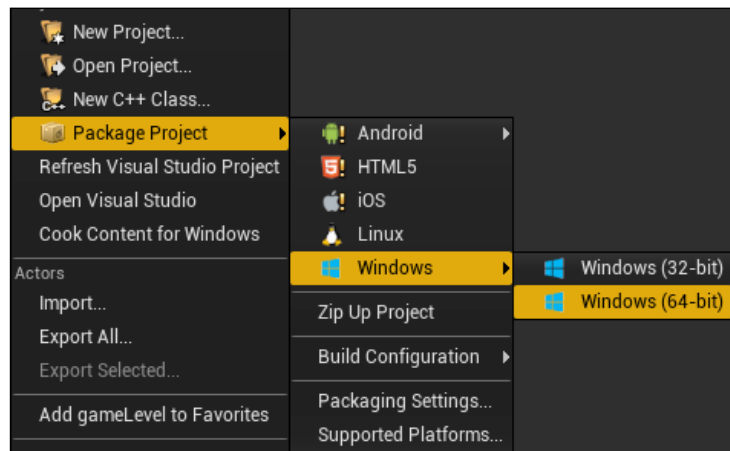 New Project...
Open Project...
New C++ Class...
Package Project
Refresh Visual Studio Project
Open Visual Studio
Cook Content for Windows
Actors
Import...
Export All...
Export Selected...
Add gameLevel to Favorites
Android
HTML5
iOS
Linux
Windows
Zip Up Project
Build Configuration
Packaging Settings...
Supported Platforms...
Windows (32-bit)
Windows (64-bit)